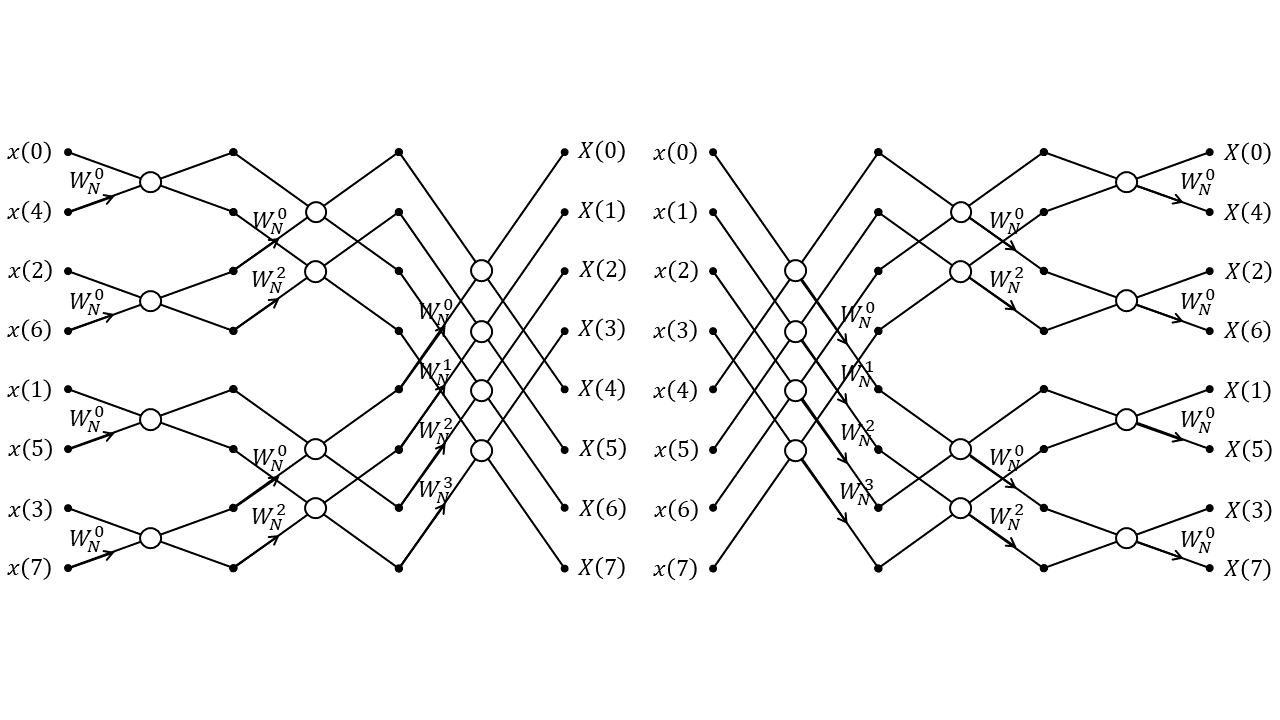 x(0) X(0) x(0) X(0)
W_N^0 W_N^0
x(4) X(1) x(1) X(4)
W_N^0 W_N^0
x(2) X(2) x(2) X(2)
W_N^0 W_N^2 W_N^2 W_N^0
W_N^0 W_N^0
x(6) X(3) x(3) X(6)
W_N^1 W_N^1
x(1) X(4) x(4) X(1)
W_N^0 W_N^0
W_N^2 W_N^2
x(5) X(5) x(5) X(5)
W_N^0 W_N^0
W_N^3 W_N^3
x(3) X(6) x(6) X(3)
W_N^2 W_N^2
W_N^0 W_N^0
x(7) X(7) x(7) X(7)